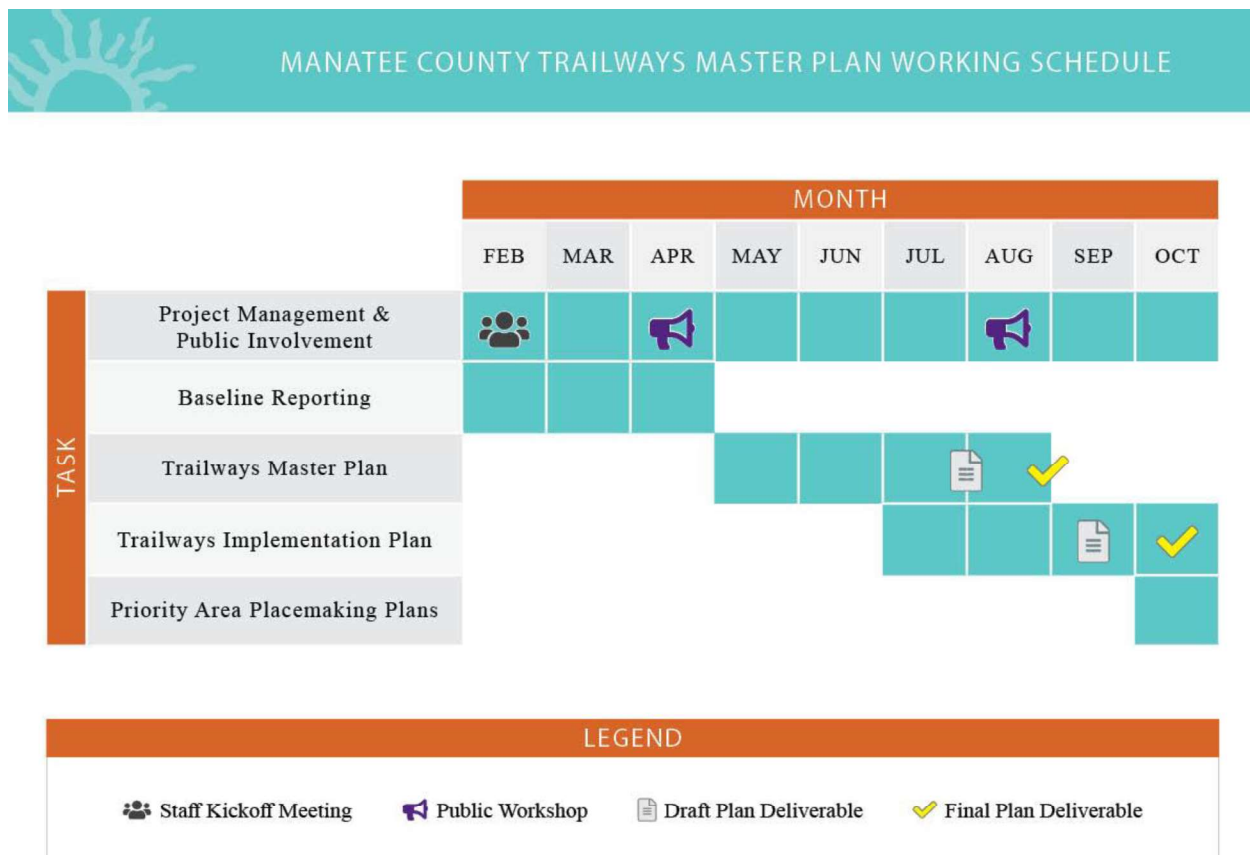 MANATEE COUNTY TRAILWAYS MASTER PLAN WORKING SCHEDULE
MONTH
FEB MAR APR MAY JUN JUL AUG SEP OCT
TASK
Project Management &
Public Involvement
Baseline Reporting
Trailways Master Plan
Trailways Implementation Plan
Priority Area Placemaking Plans
LEGEND
Staff Kickoff Meeting Public Workshop Draft Plan Deliverable Final Plan Deliverable